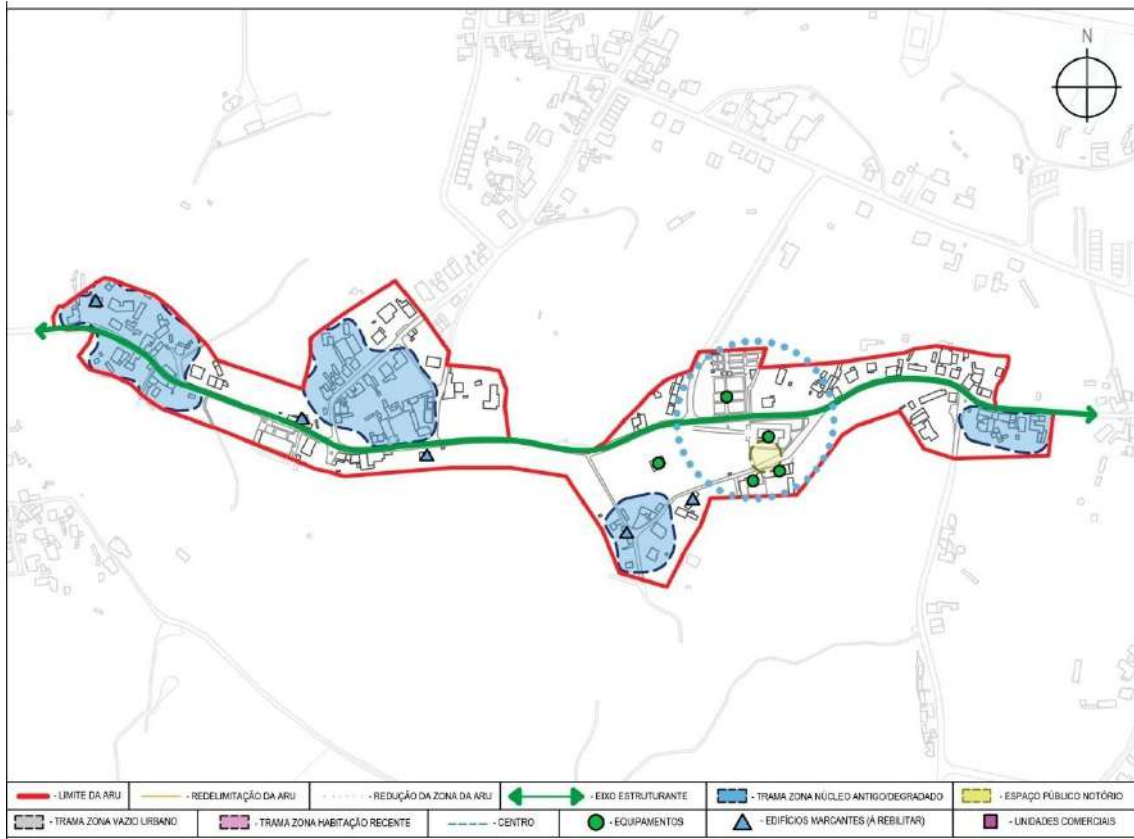 N
- LIMITE DA ARU
- REDELIMITAÇÃO DA ARU
- REDUÇÃO DA ZONA DA ARU
- EIXO ESTRUTURANTE
- TRAMA ZONA NÚCLEO ANTIGO/DEGRADADO
- ESPAÇO PÚBLICO NOTÓRIO
- TRAMA ZONA VAZIO URBANO
- TRAMA ZONA HABITAÇÃO RECENTE
- CENTRO
- EQUIPAMENTOS
- EDIFÍCIOS MARCANTES (À REBILITAR)
- UNIDADES COMERCIAIS